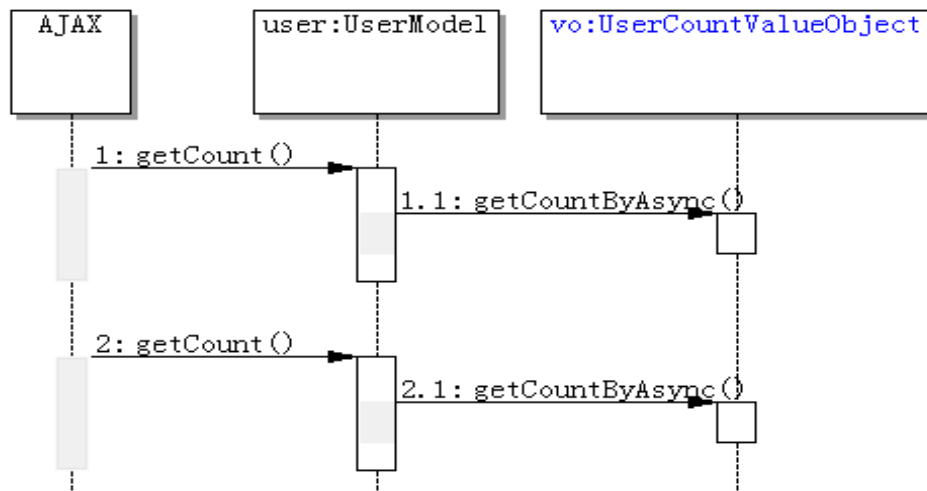 AJAX
user:UserModel
vo:UserCountValueObject
1: getCount()
1.1: getCountByAsync()
2: getCount()
2.1: getCountByAsync()